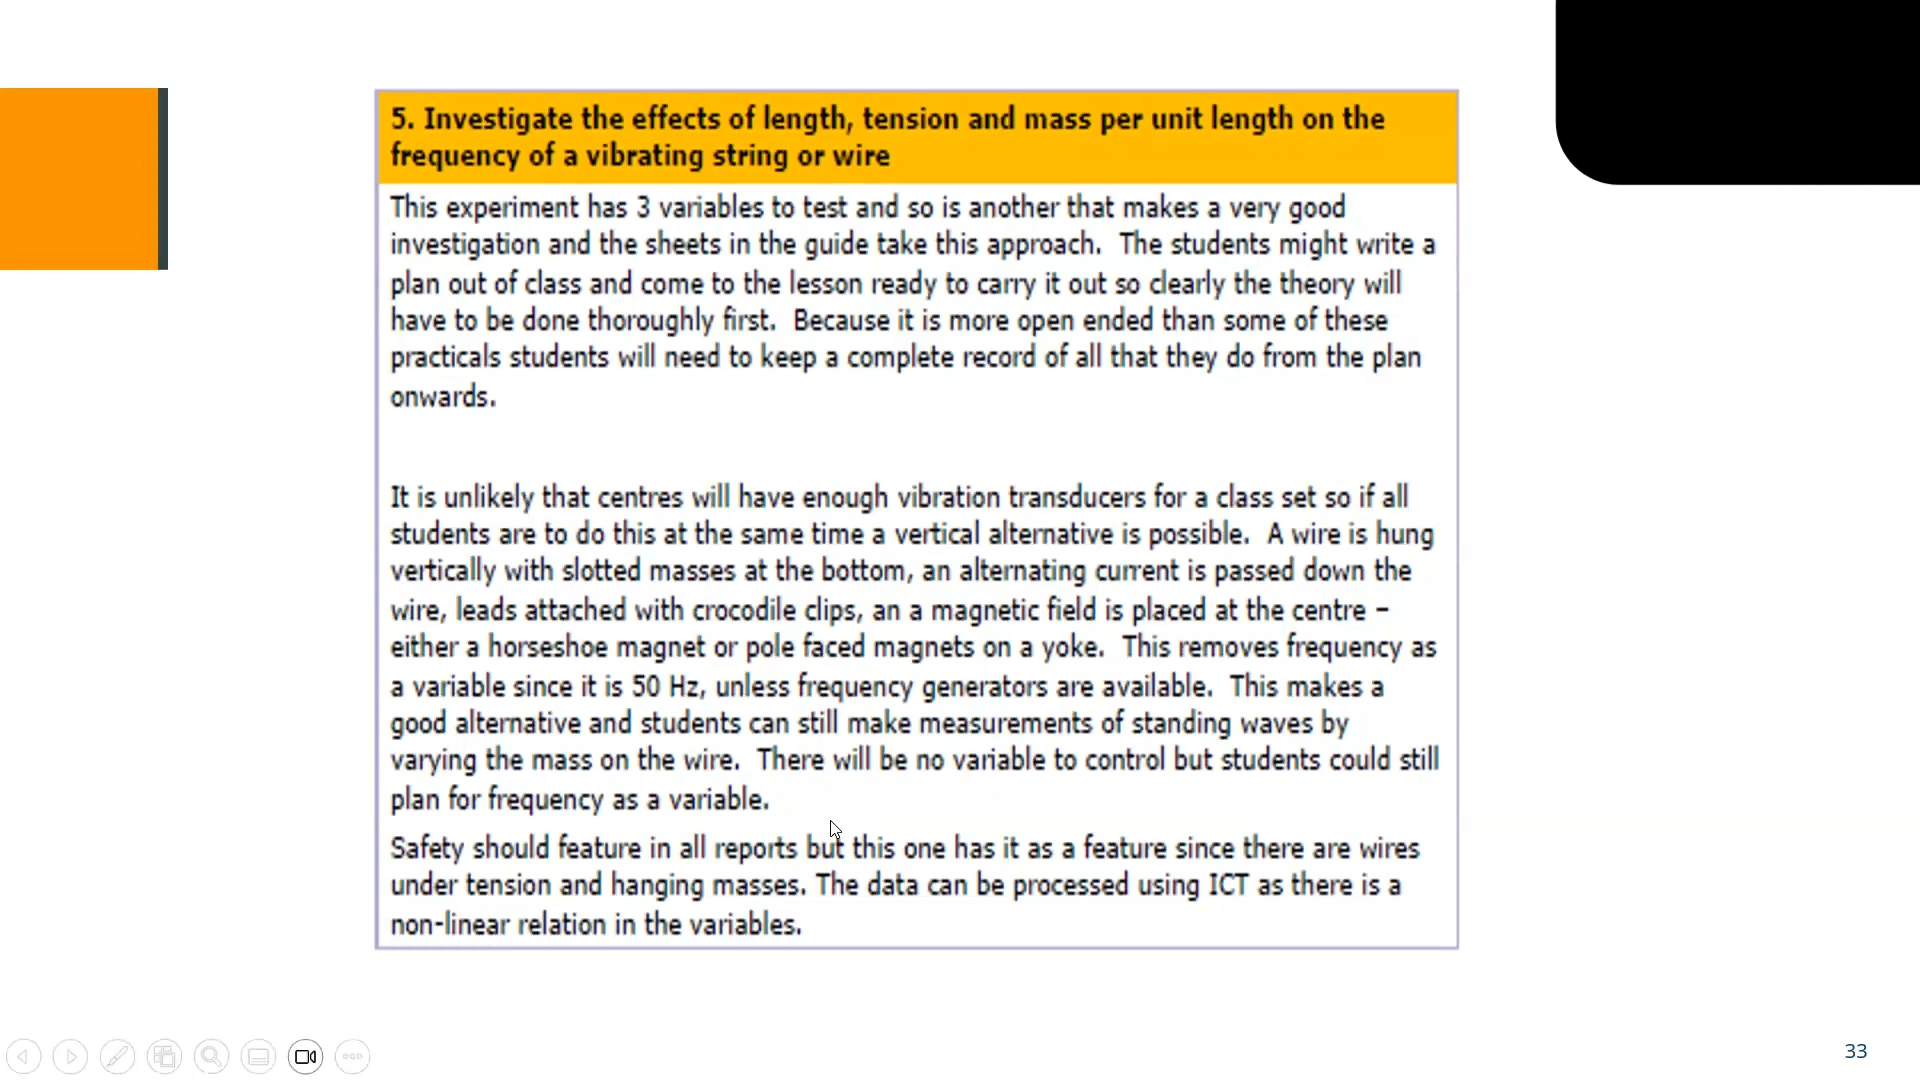 5. Investigate the effects of length, tension and mass per unit length on the
frequency of a vibrating string or wire
This experiment has 3 variables to test and so is another that makes a very good
investigation and the sheets in the guide take this approach.  The students might write a
plan out of class and come to the lesson ready to carry it out so clearly the theory will
have to be done thoroughly first.  Because it is more open ended than some of these
practicals students will need to keep a complete record of all that they do from the plan
onwards.
It is unlikely that centres will have enough vibration transducers for a class set so if all
students are to do this at the same time a vertical alternative is possible.  A wire is hung
vertically with slotted masses at the bottom, an alternating current is passed down the
wire, leads attached with crocodile clips, an a magnetic field is placed at the centre –
either a horseshoe magnet or pole faced magnets on a yoke.  This removes frequency as
a variable since it is 50 Hz, unless frequency generators are available.  This makes a
good alternative and students can still make measurements of standing waves by
varying the mass on the wire.  There will be no variable to control but students could still
plan for frequency as a variable.
Safety should feature in all reports but this one has it as a feature since there are wires
under tension and hanging masses. The data can be processed using ICT as there is a
non-linear relation in the variables.
33